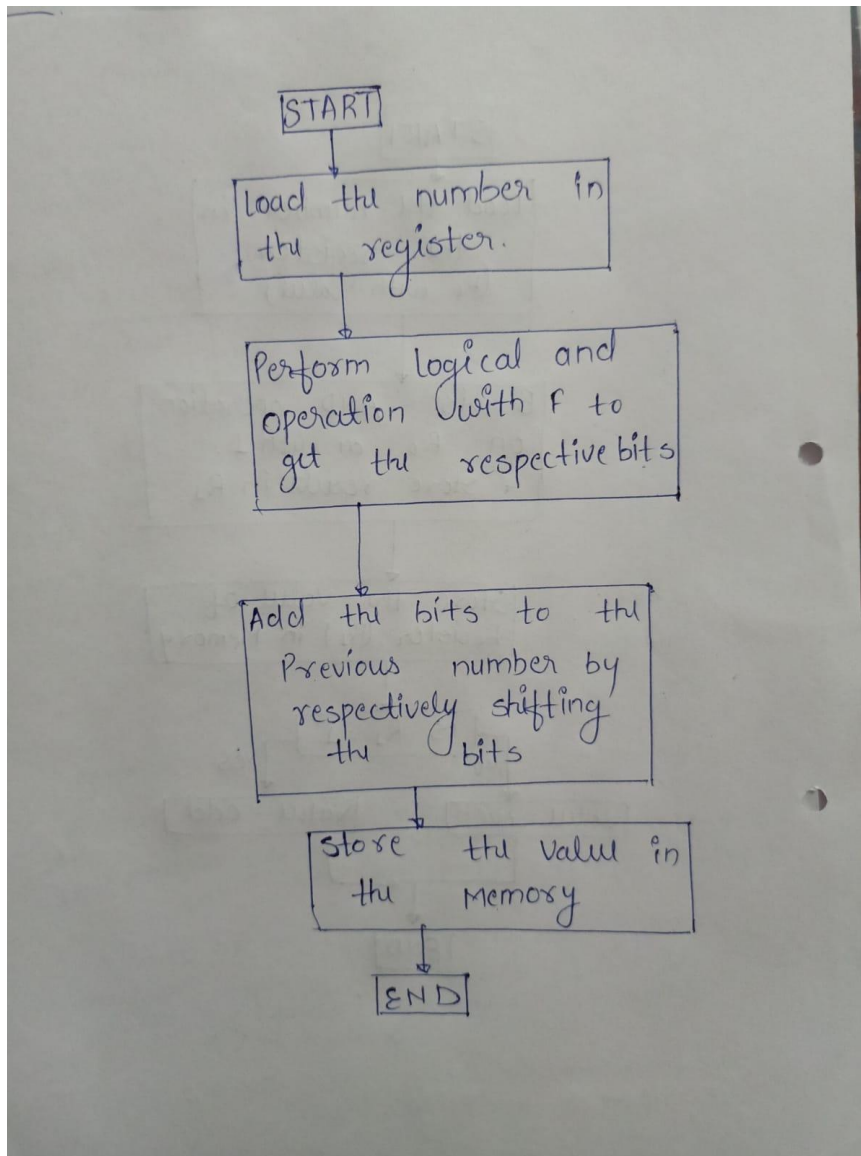 START
Load the number in
the register.
Perform logical and
operation with F to
get the respective bits
Add the bits to the
Previous number by
respectively shifting
the bits
Store the value in
the Memory
END